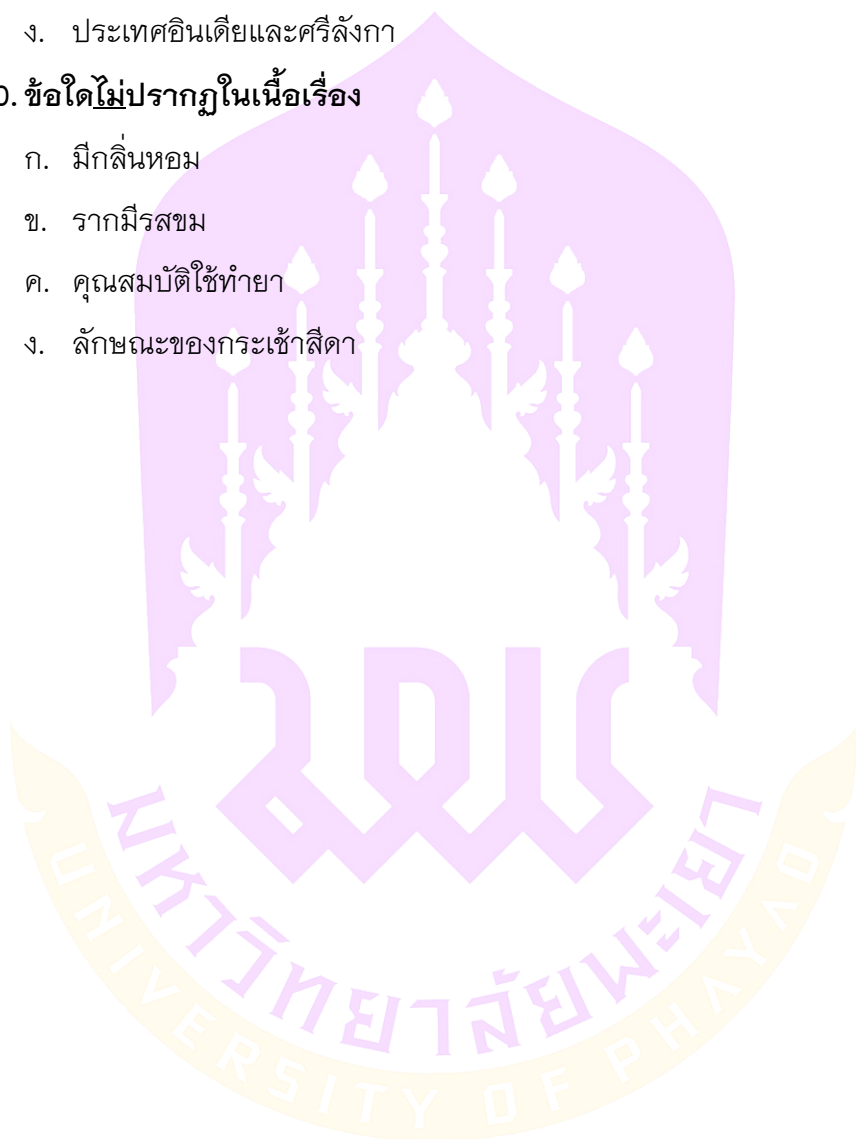 ง. ประเทศอินเดียและศรีลังกา
0. ข้อใดไม่ปรากฏในเนื้อเรื่อง
ก. มีกลิ่นหอม
ข. รากมีรสขม
ค. คุณสมบัติใช้ทำยา
ง. ลักษณะของกระเช้าสีดา
มหาวิทยาลัยพะเยา
UNIVERSITY OF PHAYAO